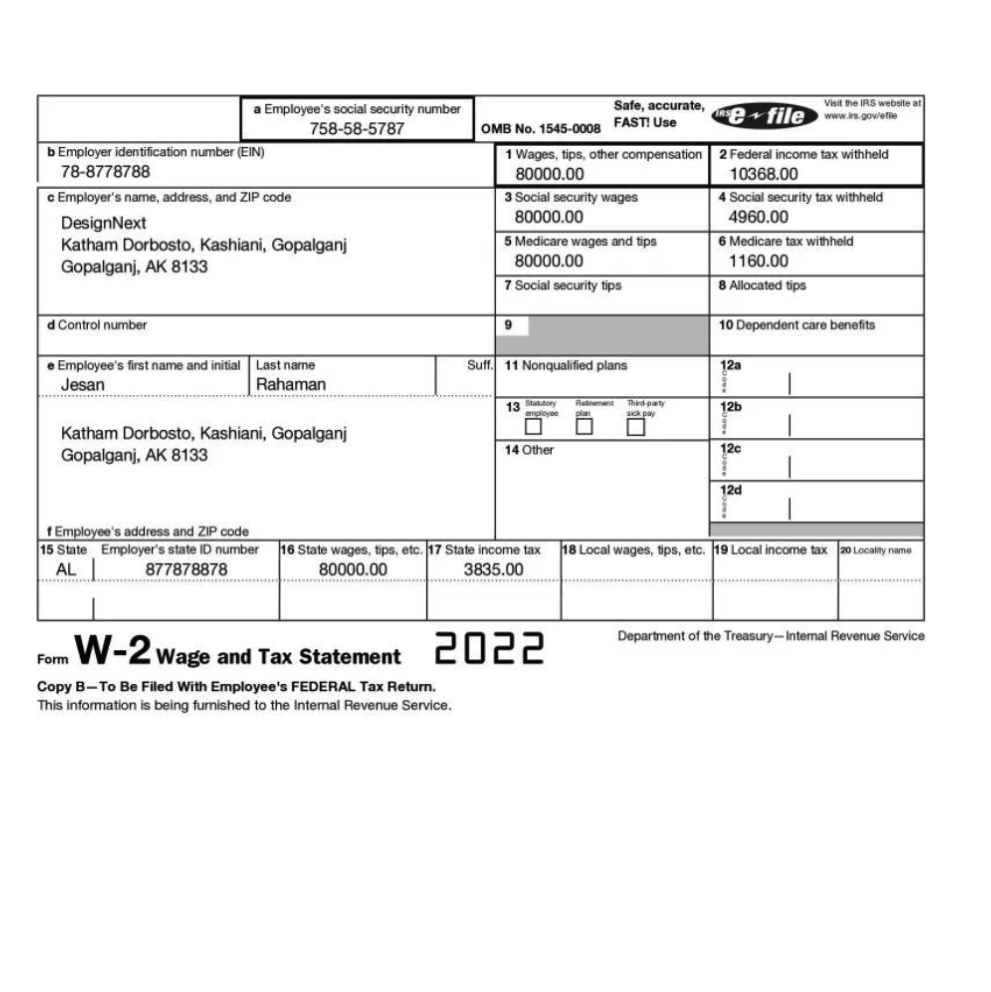 a Employee's social security number
758-58-5787
OMB No. 1545-0008
Safe, accurate,
FAST! Use
IRS e-file
Visit the IRS website at
www.irs.gov/efile
b Employer identification number (EIN)
78-8778788
1 Wages, tips, other compensation
80000.00
2 Federal income tax withheld
10368.00
c Employer's name, address, and ZIP code
DesignNext
Katham Dorbosto, Kashiani, Gopalganj
Gopalganj, AK 8133
3 Social security wages
80000.00
4 Social security tax withheld
4960.00
5 Medicare wages and tips
80000.00
6 Medicare tax withheld
1160.00
7 Social security tips
8 Allocated tips
d Control number
9
10 Dependent care benefits
e Employee's first name and initial
Jesan
Last name
Rahaman
Suff.
11 Nonqualified plans
12a
Code
13 Statutory employee
Retirement plan
Third-party sick pay
12b
Code
Katham Dorbosto, Kashiani, Gopalganj
Gopalganj, AK 8133
14 Other
12c
Code
12d
Code
f Employee's address and ZIP code
15 State
AL
Employer's state ID number
877878878
16 State wages, tips, etc.
80000.00
17 State income tax
3835.00
18 Local wages, tips, etc.
19 Local income tax
20 Locality name
Form W-2 Wage and Tax Statement
2022
Department of the Treasury—Internal Revenue Service
Copy B—To Be Filed With Employee's FEDERAL Tax Return.
This information is being furnished to the Internal Revenue Service.